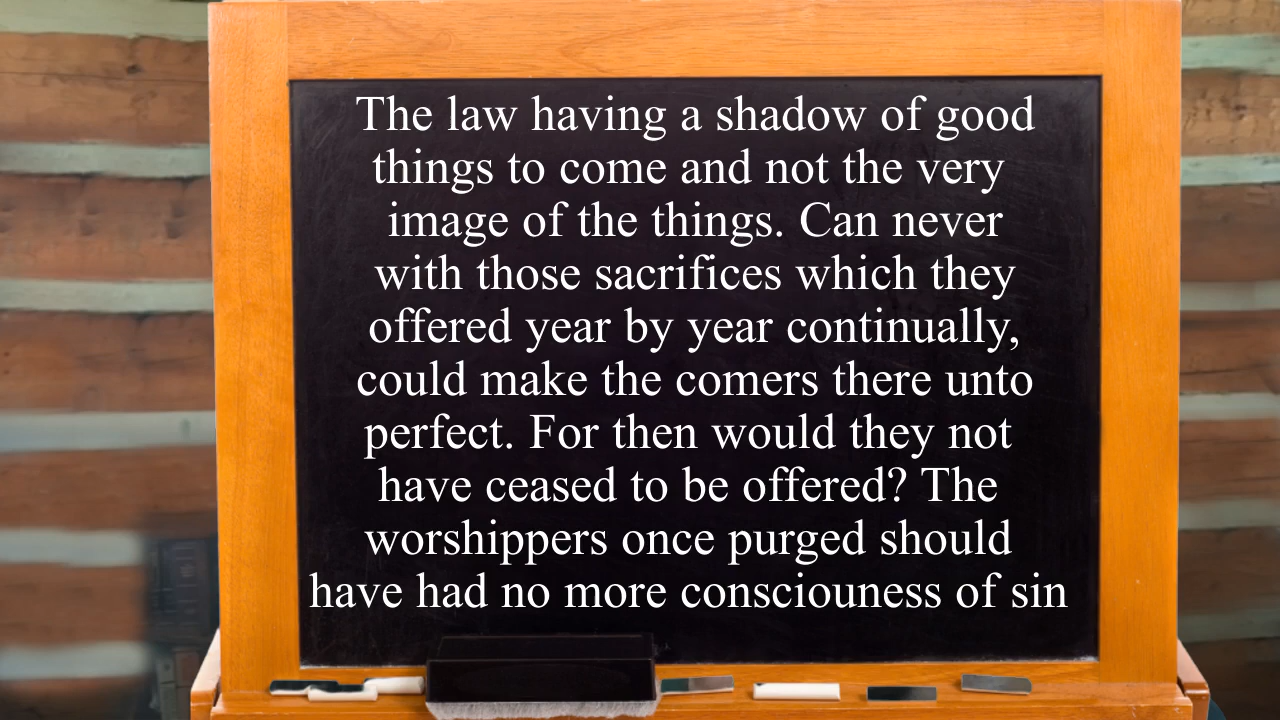 The law having a shadow of good
things to come and not the very
image of the things. Can never
with those sacrifices which they
offered year by year continually,
could make the comers there unto
perfect. For then would they not
have ceased to be offered? The
worshippers once purged should
have had no more consciouness of sin